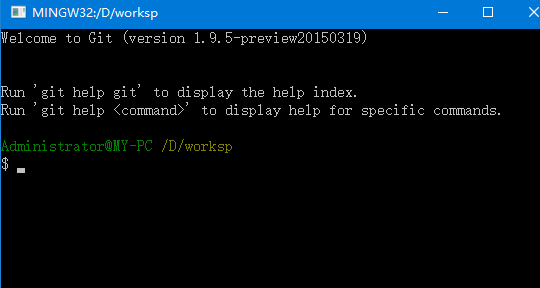 MINGW32:/D/worksp
Welcome to Git (version 1.9.5-preview20150319)
Run 'git help git' to display the help index.
Run 'git help <command>' to display help for specific commands.
Administrator@MY-PC /D/worksp
$